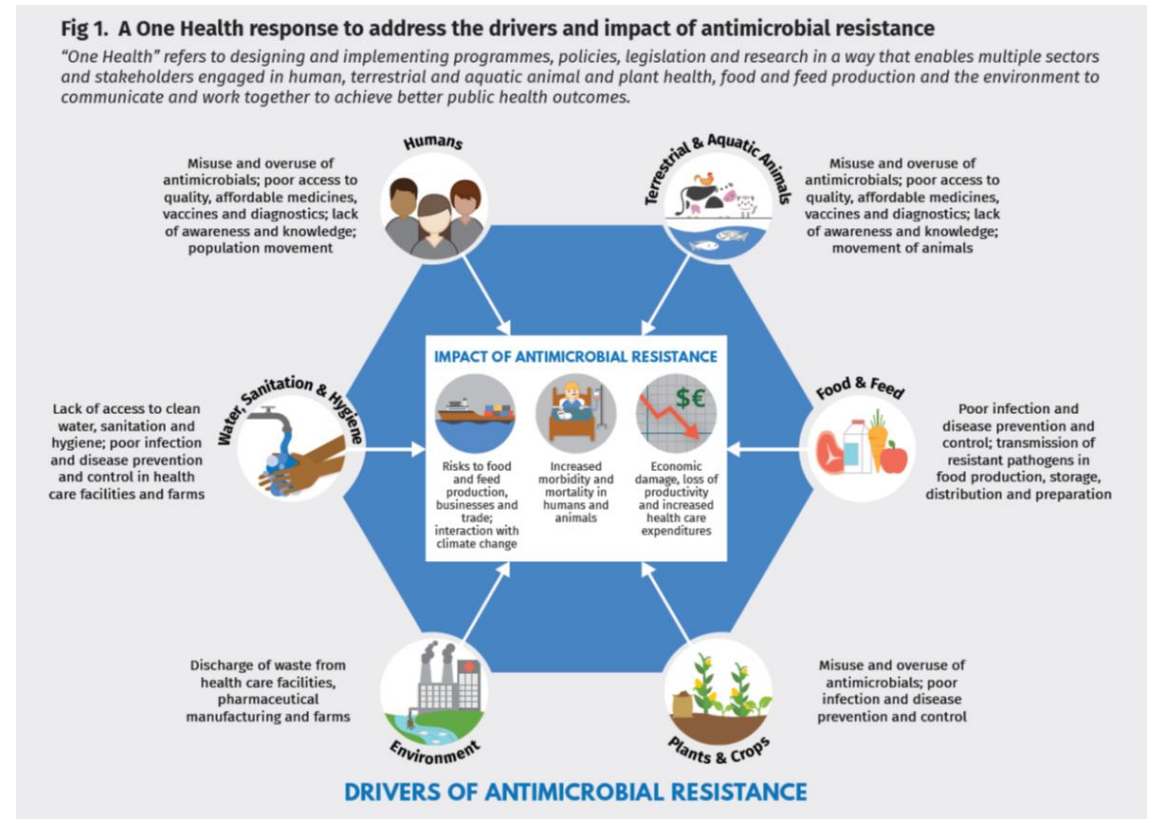 Fig 1. A One Health response to address the drivers and impact of antimicrobial resistance
“One Health” refers to designing and implementing programmes, policies, legislation and research in a way that enables multiple sectors
and stakeholders engaged in human, terrestrial and aquatic animal and plant health, food and feed production and the environment to
communicate and work together to achieve better public health outcomes.
Humans
Misuse and overuse of
antimicrobials; poor access to
quality, affordable medicines,
vaccines and diagnostics; lack
of awareness and knowledge;
population movement
Terrestrial & Aquatic Animals
Misuse and overuse of
antimicrobials; poor access to
quality, affordable medicines,
vaccines and diagnostics; lack
of awareness and knowledge;
movement of animals
Water, Sanitation & Hygiene
Lack of access to clean
water, sanitation and
hygiene; poor infection
and disease prevention
and control in health
care facilities and farms
IMPACT OF ANTIMICROBIAL RESISTANCE
Risks to food
and feed
production,
businesses and
trade;
interaction with
climate change
Increased
morbidity and
mortality in
humans and
animals
$€
Economic
damage, loss of
productivity
and increased
health care
expenditures
Food & Feed
Poor infection and
disease prevention and
control; transmission of
resistant pathogens in
food production, storage,
distribution and preparation
Discharge of waste from
health care facilities,
pharmaceutical
manufacturing and farms
Environment
Plants & Crops
Misuse and overuse of
antimicrobials; poor
infection and disease
prevention and control
DRIVERS OF ANTIMICROBIAL RESISTANCE